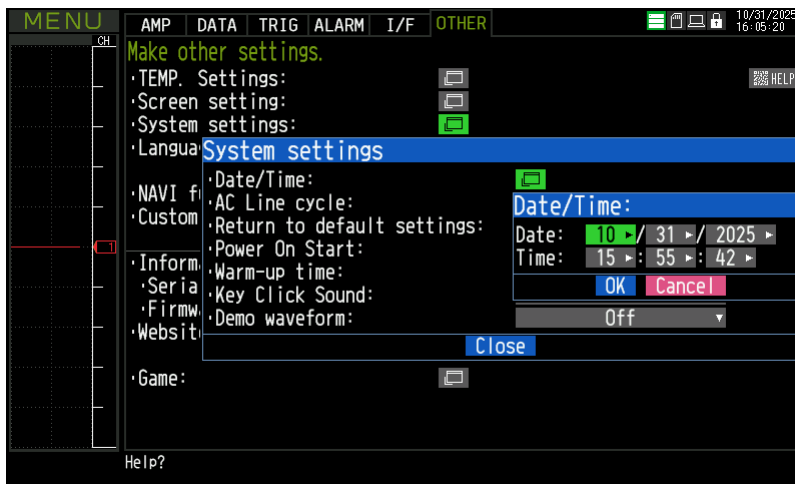 MENU
CH
1
AMP DATA TRIG ALARM I/F OTHER
10/31/2025
16:05:20
Make other settings.
·TEMP. Settings:
HELP
·Screen setting:
·System settings:
·Langua
System settings
·Date/Time:
·NAVI f
·AC Line cycle:
·Custom
·Return to default settings:
·Power On Start:
·Inform
·Warm-up time:
·Seria
·Key Click Sound:
·Firmw
·Demo waveform:
Off
·Websit
Date/Time:
Date: 10 / 31 / 2025
Time: 15 : 55 : 42
OK Cancel
Close
·Game:
Help?